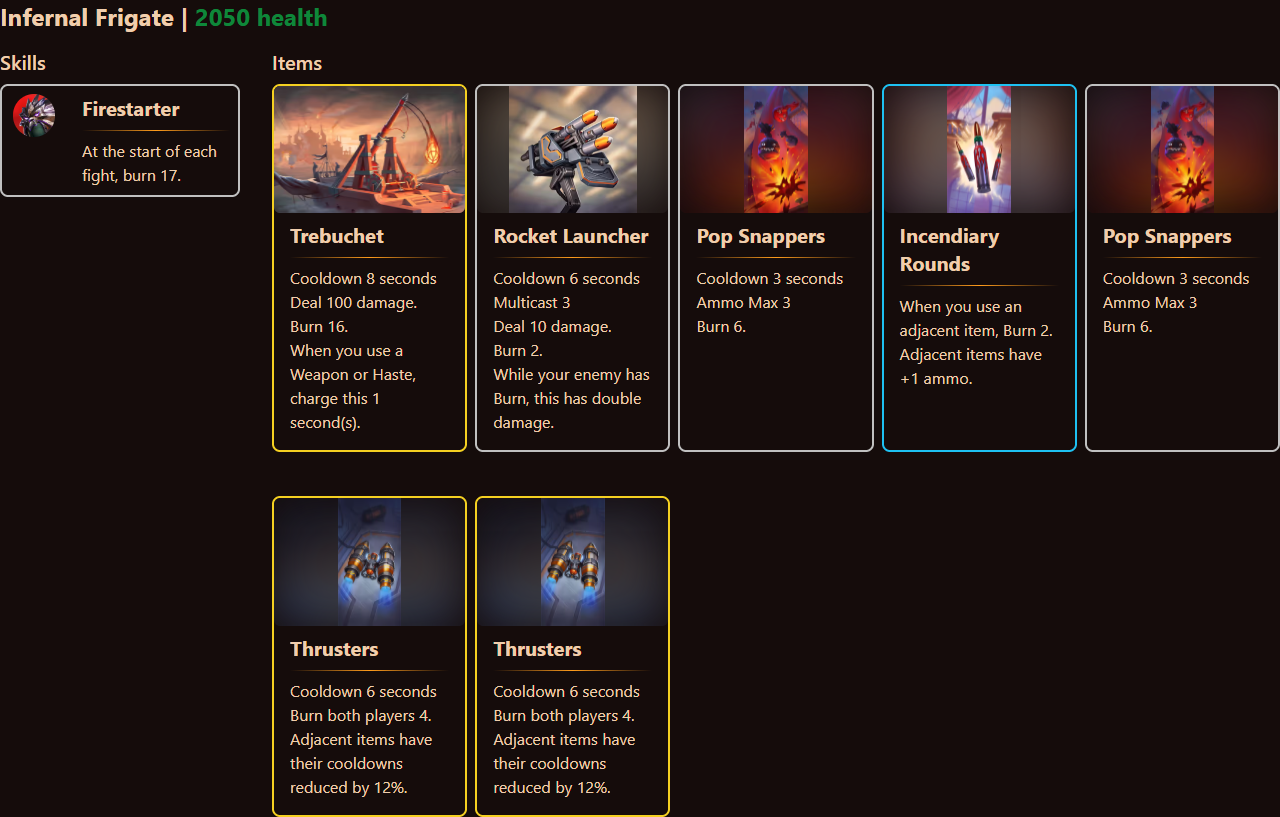 Infernal Frigate | 2050 health
Skills
Firestarter
At the start of each
fight, burn 17.
Items
Trebuchet
Cooldown 8 seconds
Deal 100 damage.
Burn 16.
When you use a
Weapon or Haste,
charge this 1
second(s).
Rocket Launcher
Cooldown 6 seconds
Multicast 3
Deal 10 damage.
Burn 2.
While your enemy has
Burn, this has double
damage.
Pop Snappers
Cooldown 3 seconds
Ammo Max 3
Burn 6.
Incendiary
Rounds
When you use an
adjacent item, Burn 2.
Adjacent items have
+1 ammo.
Pop Snappers
Cooldown 3 seconds
Ammo Max 3
Burn 6.
Thrusters
Cooldown 6 seconds
Burn both players 4.
Adjacent items have
their cooldowns
reduced by 12%.
Thrusters
Cooldown 6 seconds
Burn both players 4.
Adjacent items have
their cooldowns
reduced by 12%.